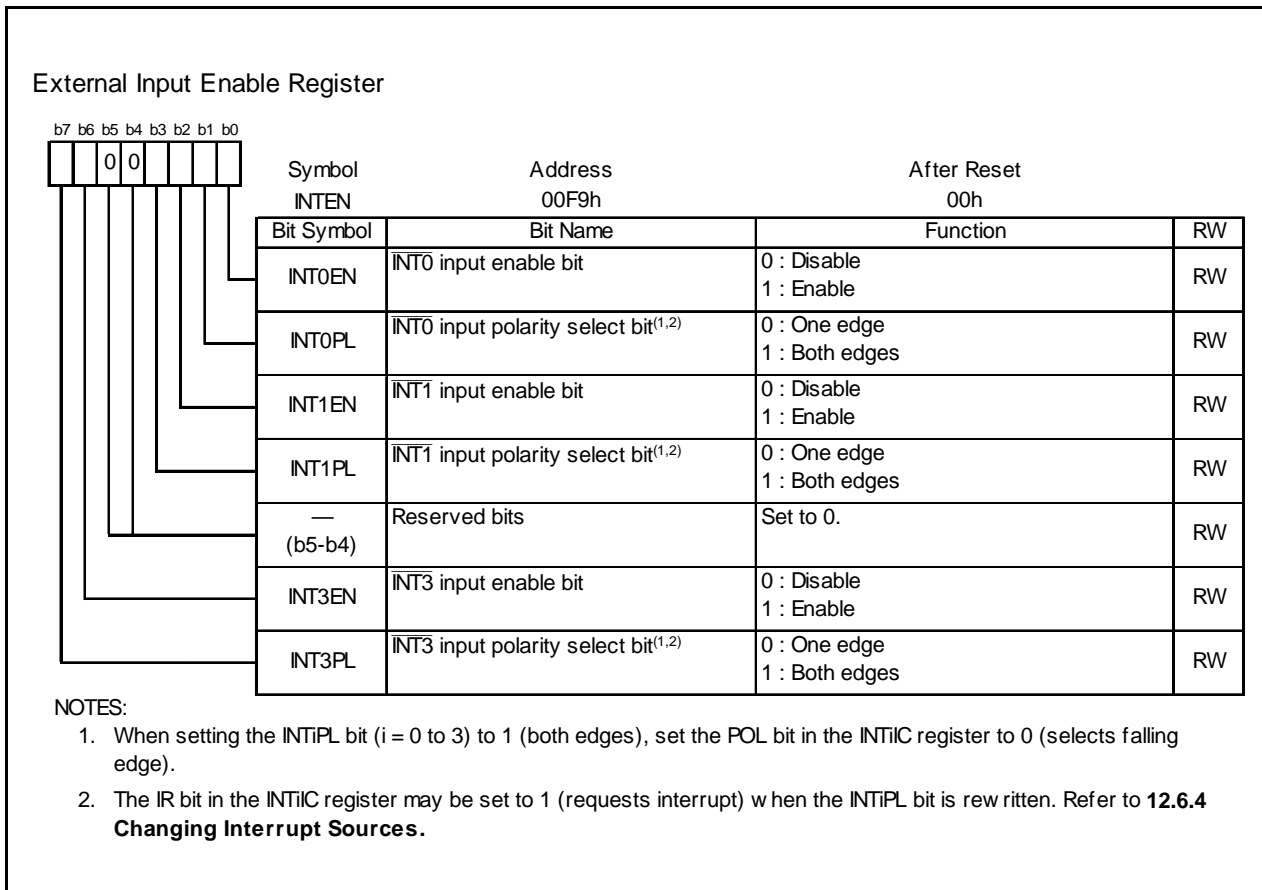 External Input Enable Register
b7 b6 b5 b4 b3 b2 b1 b0
0 0
Symbol Address After Reset
INTEN 00F9h 00h
Bit Symbol Bit Name Function RW
INT0EN INT0 input enable bit 0 : Disable RW
1 : Enable
INT0PL INT0 input polarity select bit(1,2) 0 : One edge RW
1 : Both edges
INT1EN INT1 input enable bit 0 : Disable RW
1 : Enable
INT1PL INT1 input polarity select bit(1,2) 0 : One edge RW
1 : Both edges
— Reserved bits Set to 0. RW
(b5-b4)
INT3EN INT3 input enable bit 0 : Disable RW
1 : Enable
INT3PL INT3 input polarity select bit(1,2) 0 : One edge RW
1 : Both edges
NOTES:
1. When setting the INTiPL bit (i = 0 to 3) to 1 (both edges), set the POL bit in the INTiIC register to 0 (selects falling
edge).
2. The IR bit in the INTiIC register may be set to 1 (requests interrupt) when the INTiPL bit is rewritten. Refer to 12.6.4
Changing Interrupt Sources.